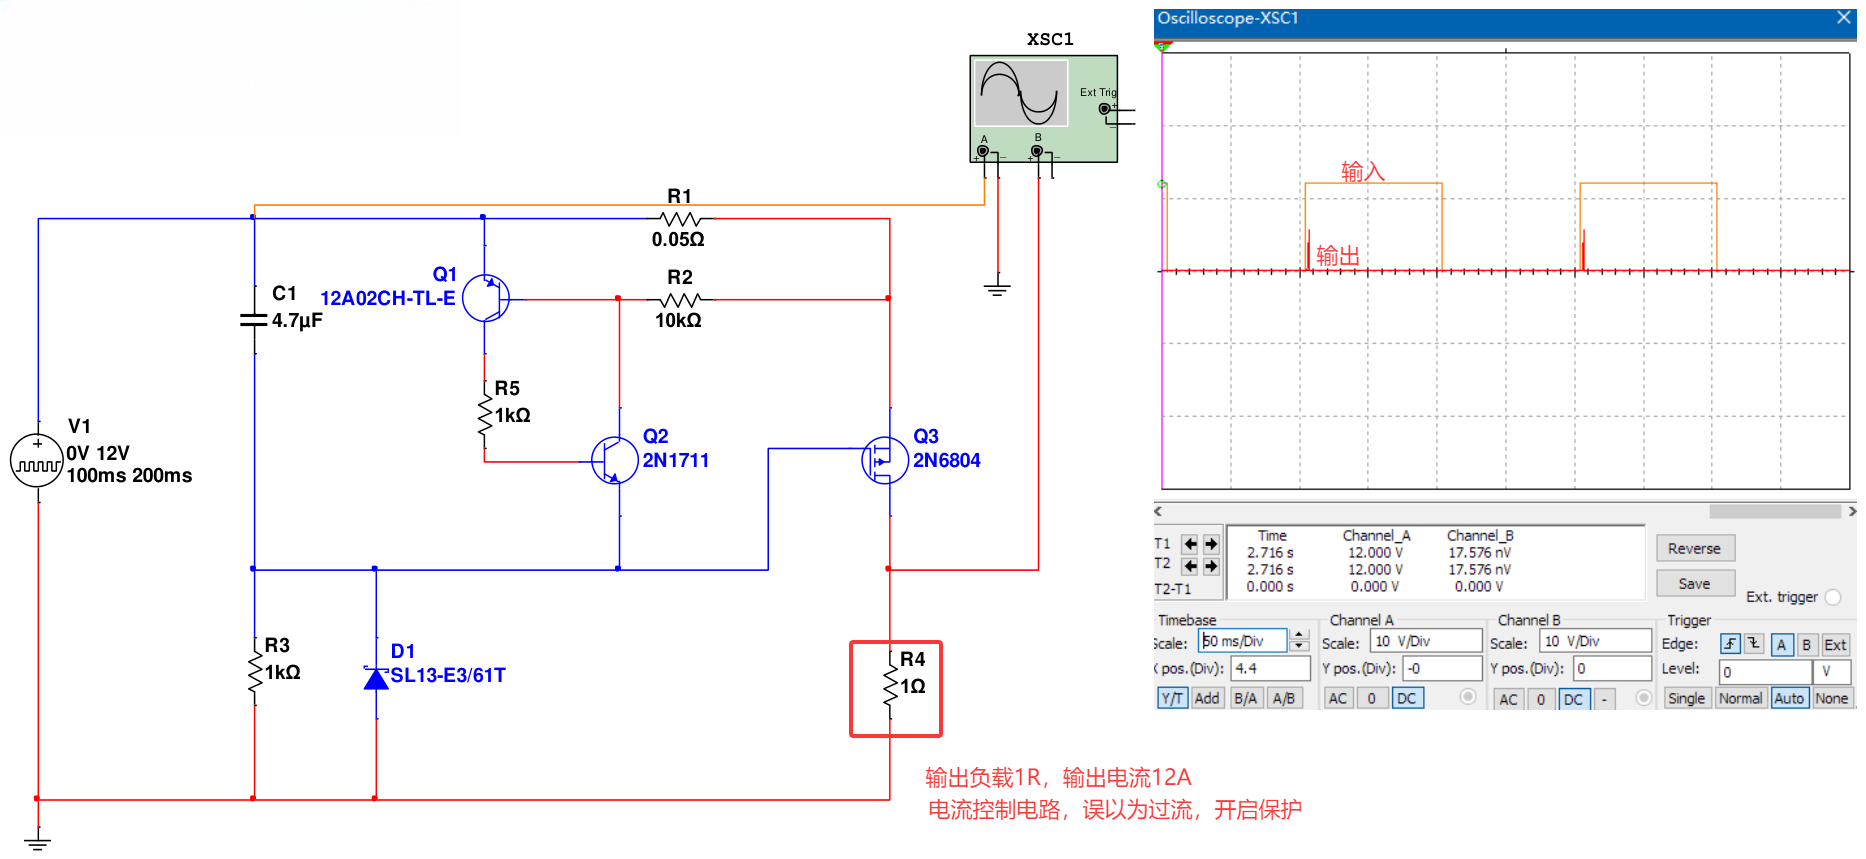 XSC1
Ext Trig
+
–
A
B
+
–
+
–
R1
0.05Ω
Q1
12A02CH-TL-E
R2
10kΩ
C1
4.7µF
R5
1kΩ
V1
0V 12V
100ms 200ms
Q2
2N1711
Q3
2N6804
R3
1kΩ
D1
SL13-E3/61T
R4
1Ω
输出负载1R，输出电流12A
电流控制电路，误以为过流，开启保护
Oscilloscope-XSC1
输入
输出
Time Channel_A Channel_B
T1 2.716 s 12.000 V 17.576 nV
T2 2.716 s 12.000 V 17.576 nV
T2-T1 0.000 s 0.000 V 0.000 V
Reverse
Save
Ext. trigger
Timebase Channel A Channel B Trigger
Scale: 50 ms/Div Scale: 10 V/Div Scale: 10 V/Div Edge: A B Ext
X pos.(Div): 4.4 Y pos.(Div): -0 Y pos.(Div): 0 Level: 0 V
Y/T Add B/A A/B AC 0 DC AC 0 DC - Single Normal Auto None